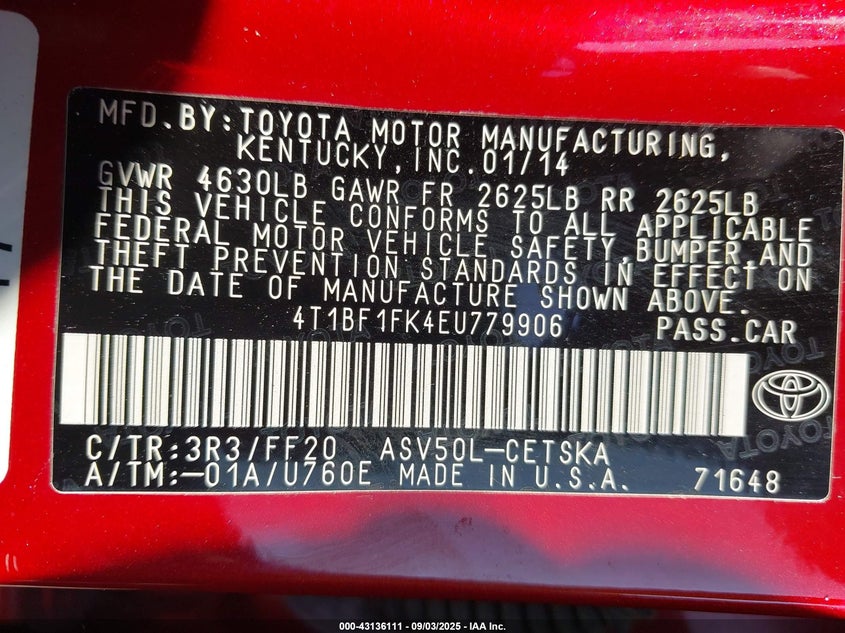 MFD.BY:TOYOTA MOTOR MANUFACTURING,
KENTUCKY,INC.01/14
GVWR 4630LB GAWR FR 2625LB RR 2625LB
THIS VEHICLE CONFORMS TO ALL APPLICABLE
FEDERAL MOTOR VEHICLE SAFETY,BUMPER,AND
THEFT PREVENTION STANDARDS IN EFFECT ON
THE DATE OF MANUFACTURE SHOWN ABOVE.
4T1BF1FK4EU779906 PASS.CAR
C/TR:3R3/FF20 ASV50L-CETSKA
A/TM:-01A/U760E MADE IN U.S.A. 71648
000-43136111 - 09/03/2025 - IAA Inc.